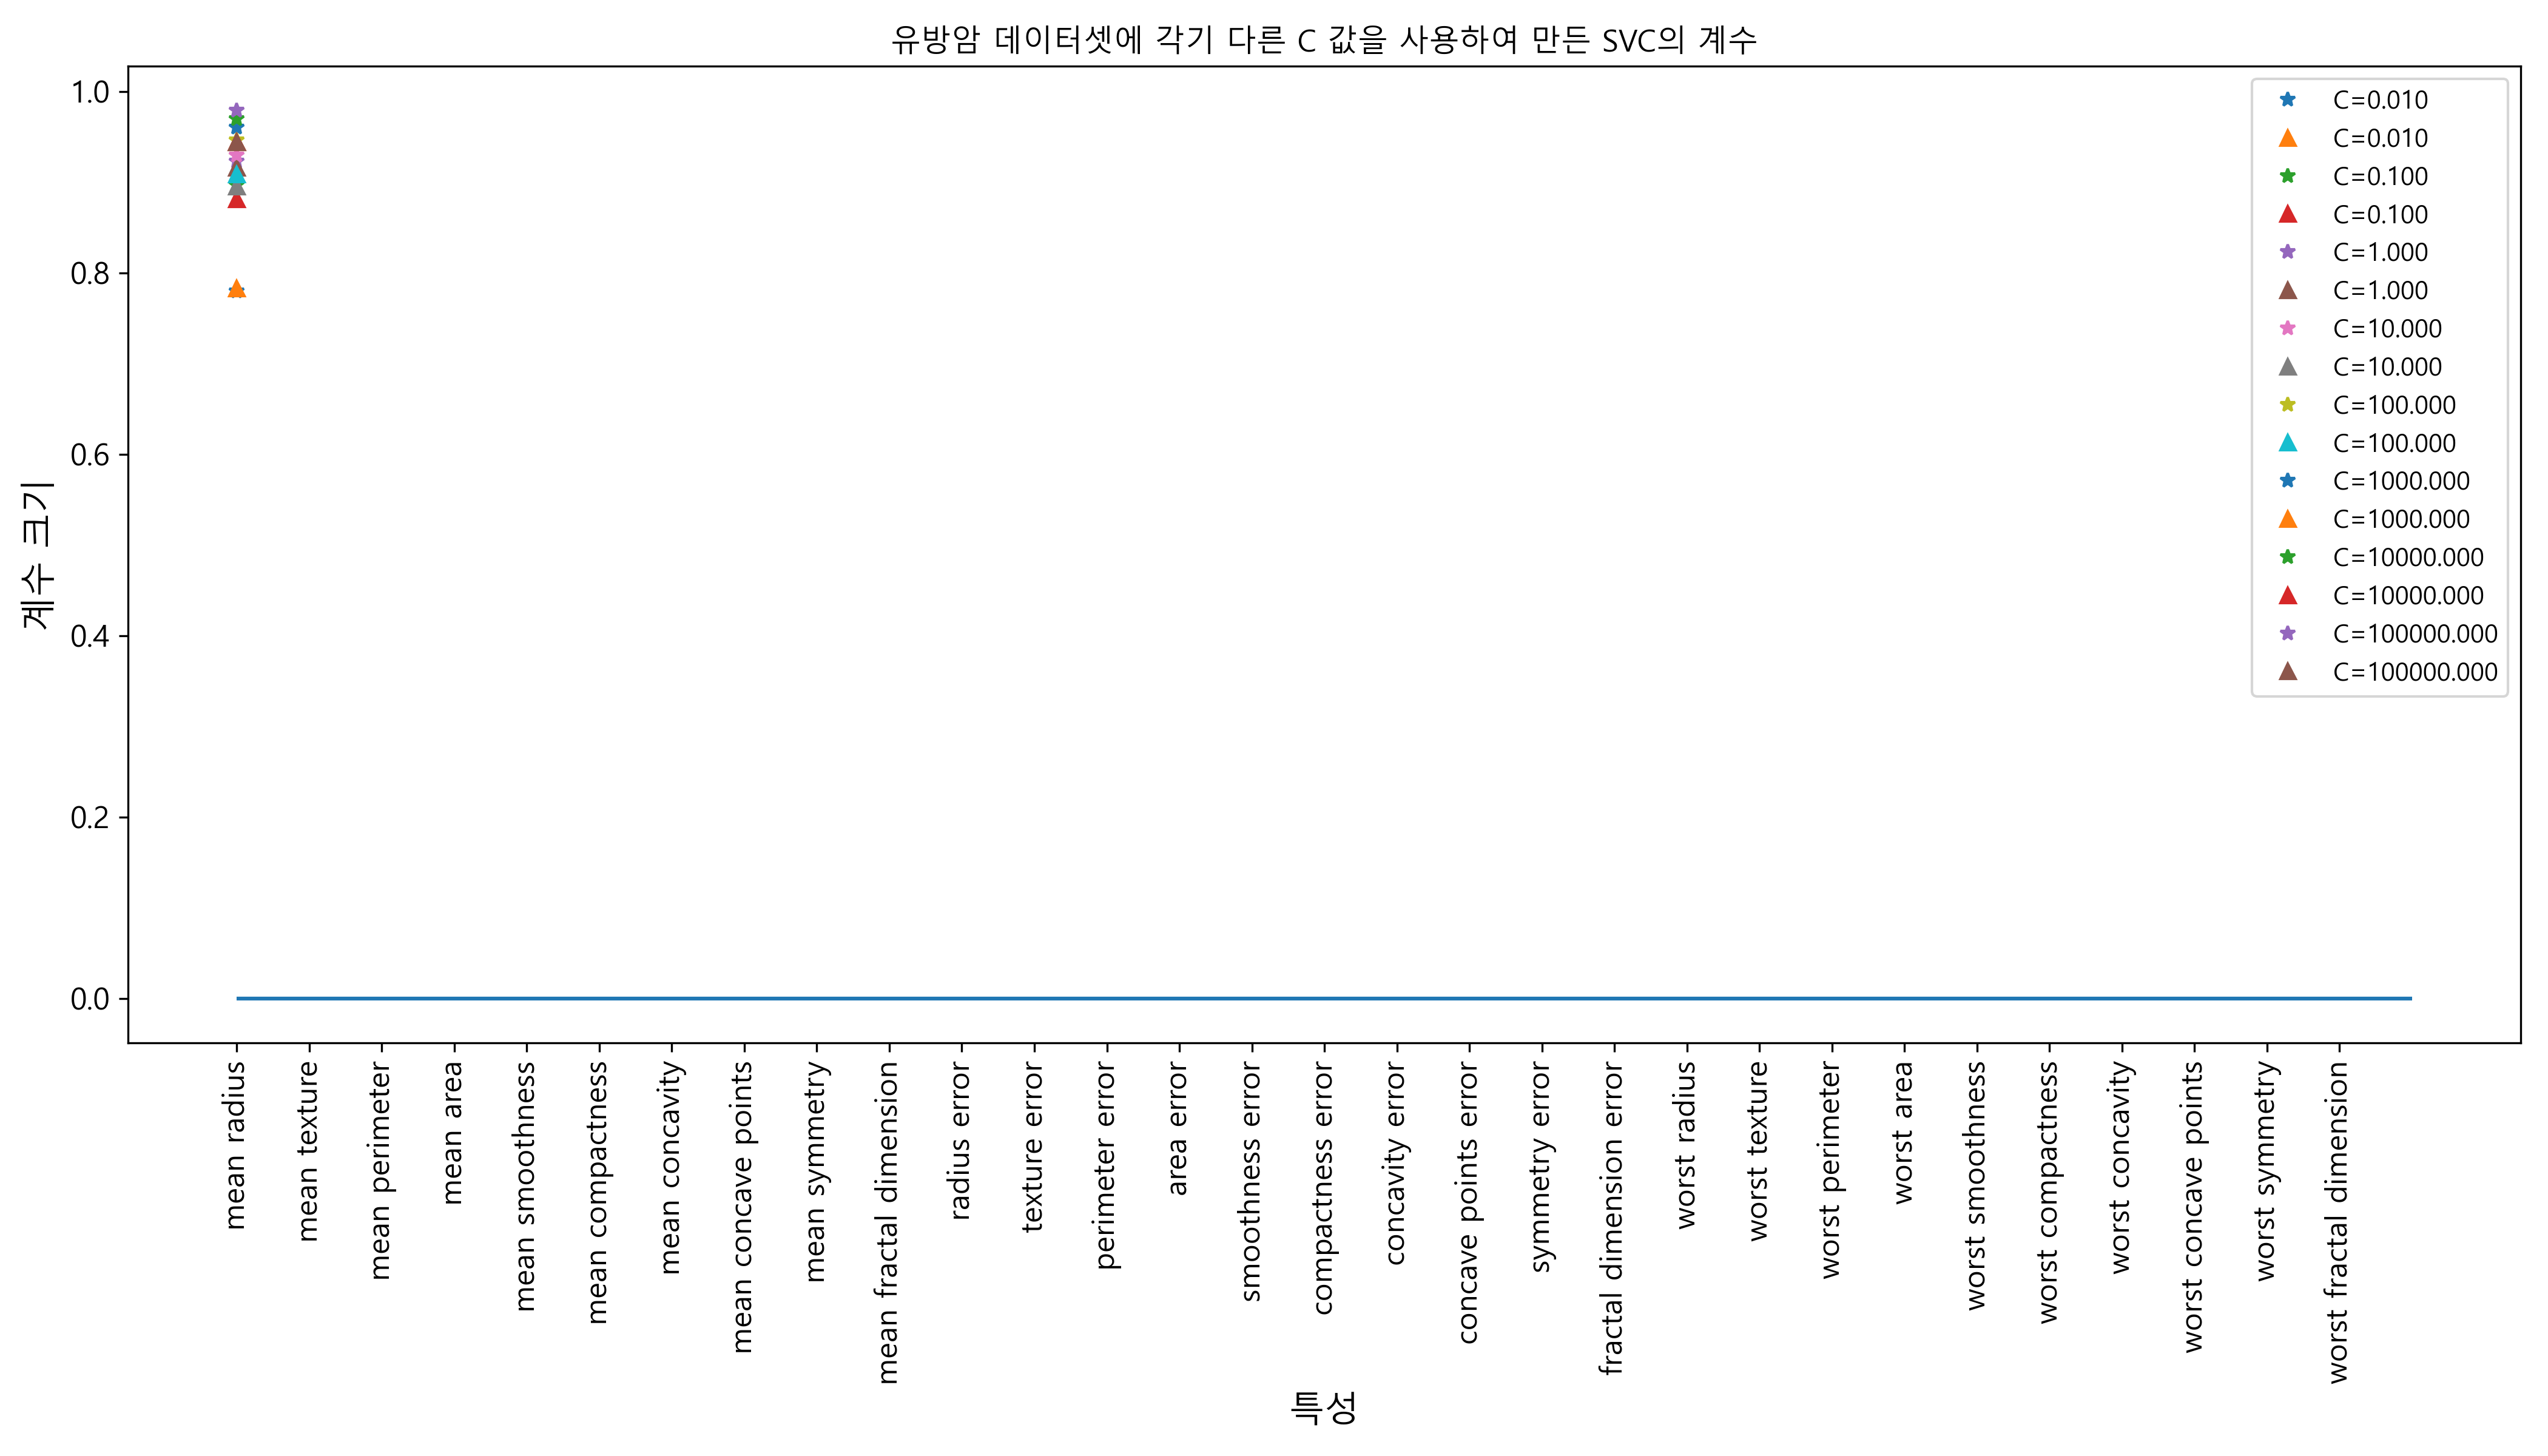 유방암 데이터셋에 각기 다른 C 값을 사용하여 만든 SVC의 계수
1.0
0.8
0.6
0.4
0.2
0.0
계수 크기
C=0.010
C=0.010
C=0.100
C=0.100
C=1.000
C=1.000
C=10.000
C=10.000
C=100.000
C=100.000
C=1000.000
C=1000.000
C=10000.000
C=10000.000
C=100000.000
C=100000.000
mean radius
mean texture
mean perimeter
mean area
mean smoothness
mean compactness
mean concavity
mean concave points
mean symmetry
mean fractal dimension
radius error
texture error
perimeter error
area error
smoothness error
compactness error
concavity error
concave points error
symmetry error
fractal dimension error
worst radius
worst texture
worst perimeter
worst area
worst smoothness
worst compactness
worst concavity
worst concave points
worst symmetry
worst fractal dimension
특성